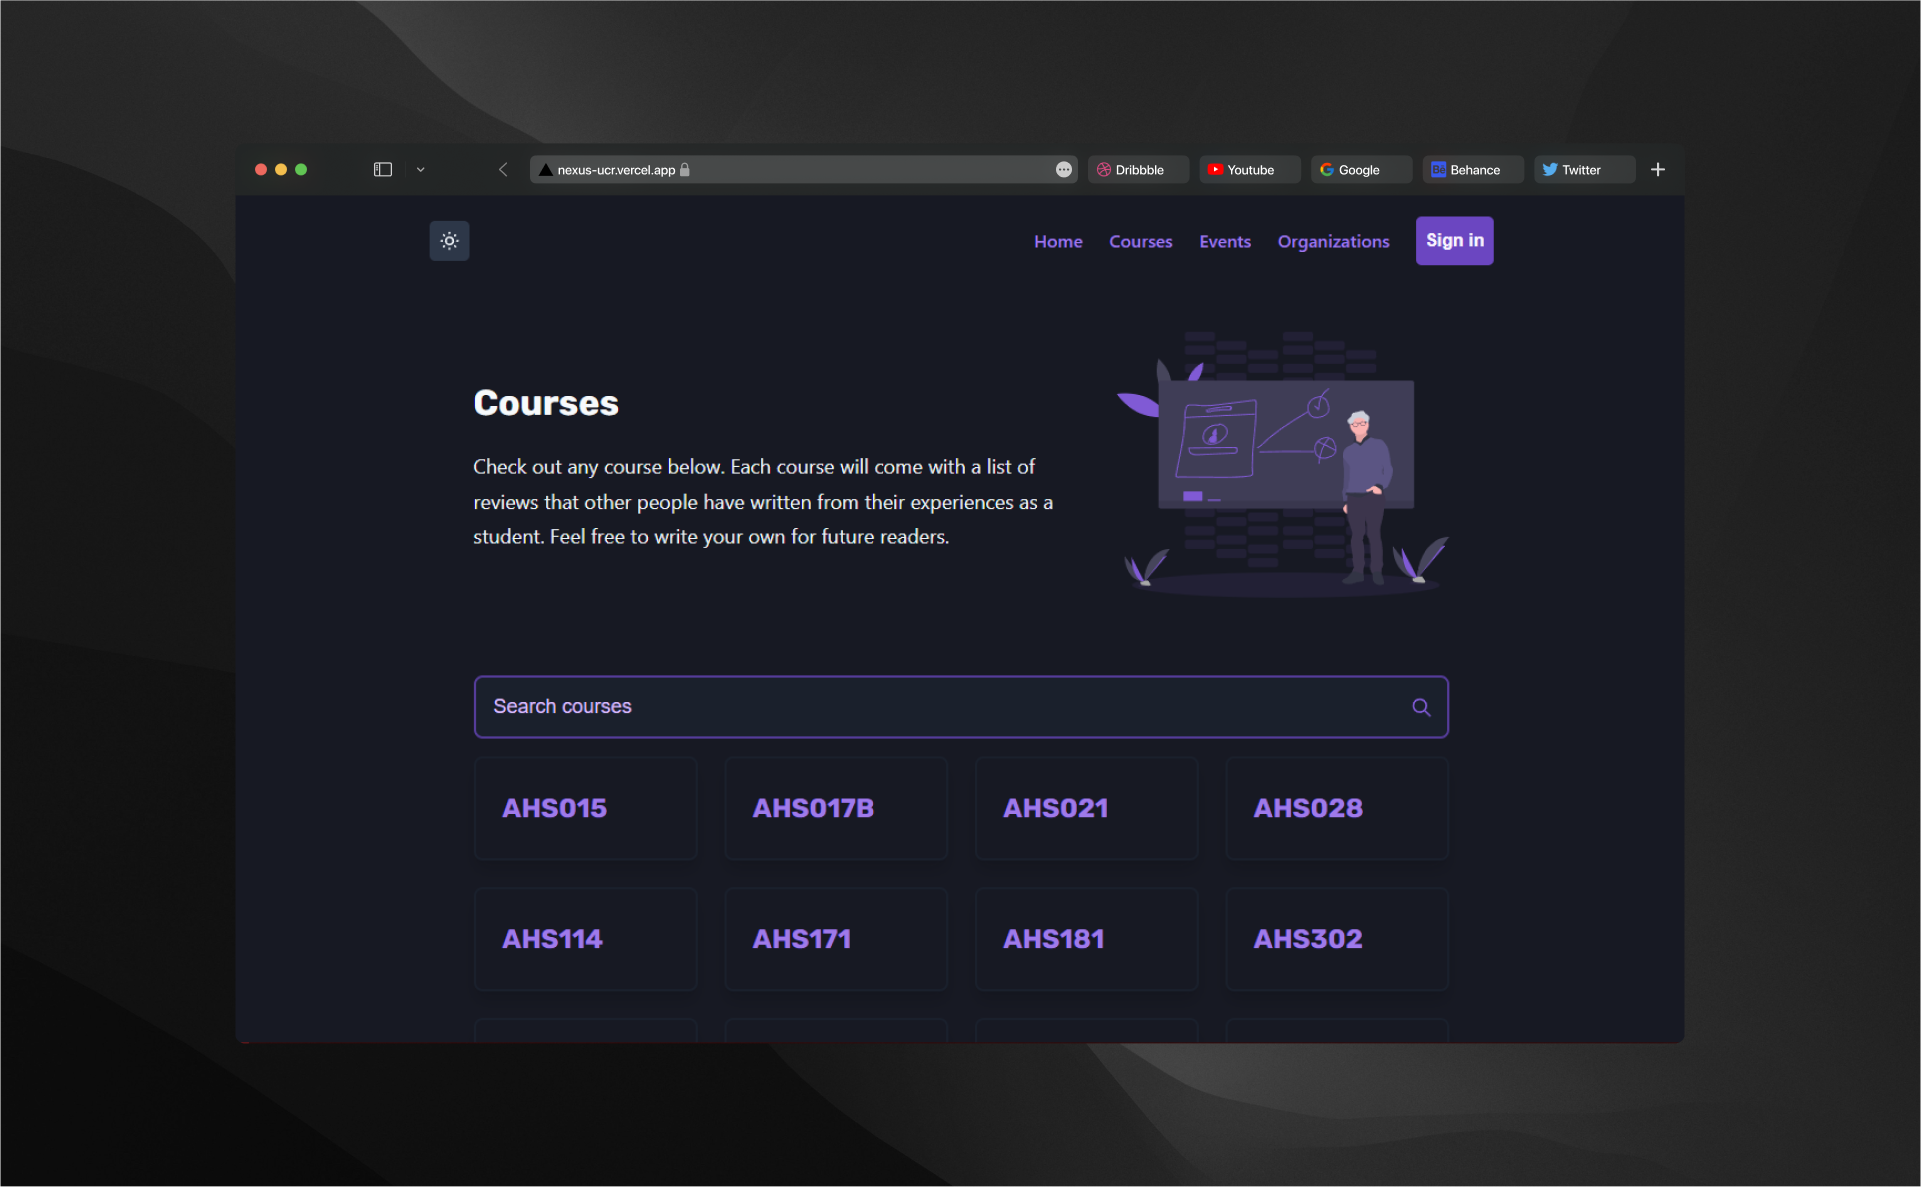 nexus-ucr.vercel.app
Dribbble
Youtube
Google
Be Behance
Twitter
Home
Courses
Events
Organizations
Sign in
Courses
Check out any course below. Each course will come with a list of
reviews that other people have written from their experiences as a
student. Feel free to write your own for future readers.
Search courses
AHS015
AHS017B
AHS021
AHS028
AHS114
AHS171
AHS181
AHS302